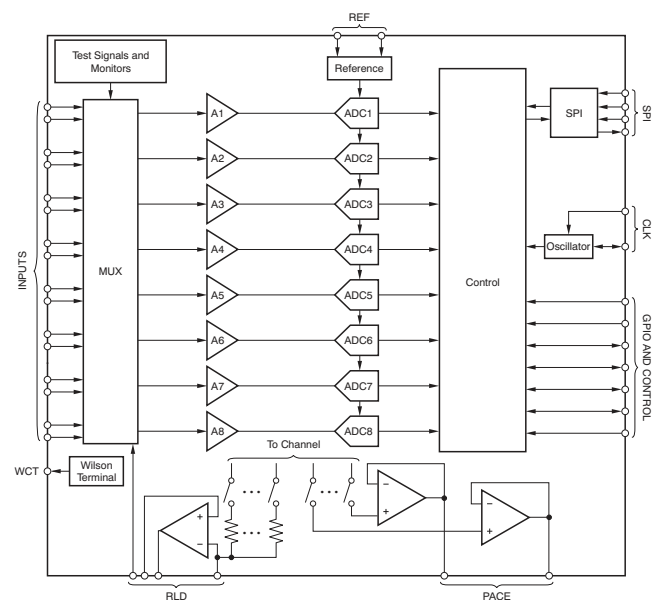 REF
Test Signals and
Monitors
Reference
A1
ADC1
SPI
SPI
A2
ADC2
A3
ADC3
CLK
A4
ADC4
Oscillator
INPUTS
MUX
Control
A5
ADC5
A6
ADC6
GPIO AND CONTROL
A7
ADC7
A8
ADC8
To Channel
WCT
Wilson
Terminal
RLD
PACE